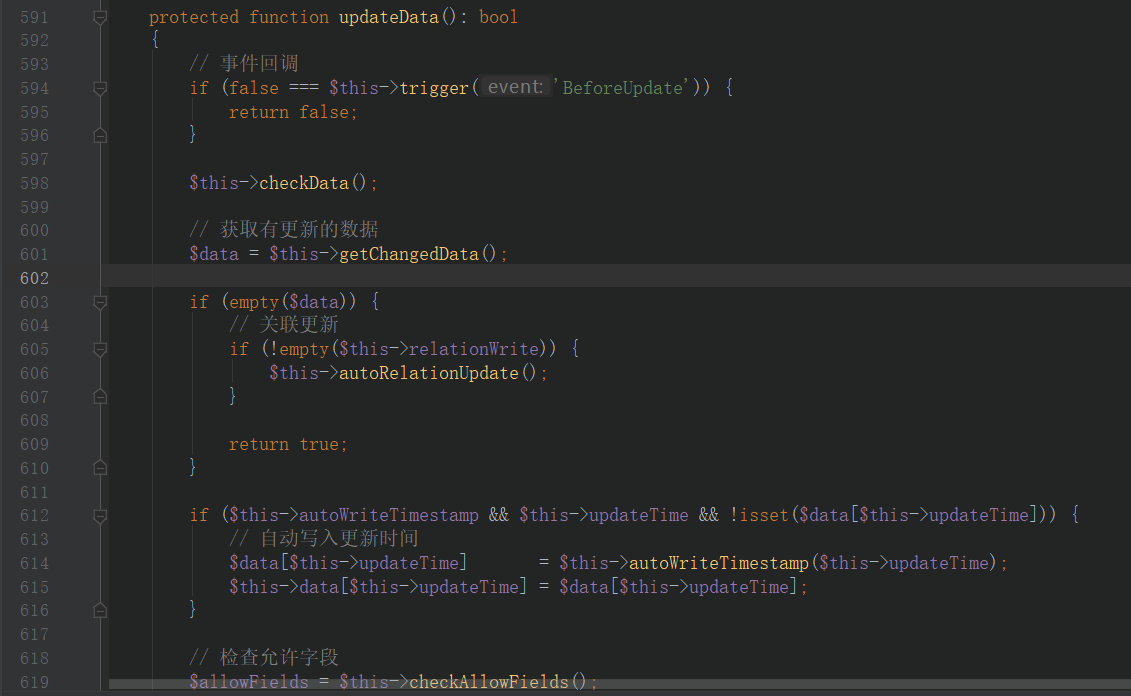 591 protected function updateData(): bool
592 {
593 // 事件回调
594 if (false === $this->trigger( event: 'BeforeUpdate')) {
595 return false;
596 }
597
598 $this->checkData();
599
600 // 获取有更新的数据
601 $data = $this->getChangedData();
602
603 if (empty($data)) {
604 // 关联更新
605 if (!empty($this->relationWrite)) {
606 $this->autoRelationUpdate();
607 }
608
609 return true;
610 }
611
612 if ($this->autoWriteTimestamp && $this->updateTime && !isset($data[$this->updateTime])) {
613 // 自动写入更新时间
614 $data[$this->updateTime] = $this->autoWriteTimestamp($this->updateTime);
615 $this->data[$this->updateTime] = $data[$this->updateTime];
616 }
617
618 // 检查允许字段
619 $allowFields = $this->checkAllowFields();